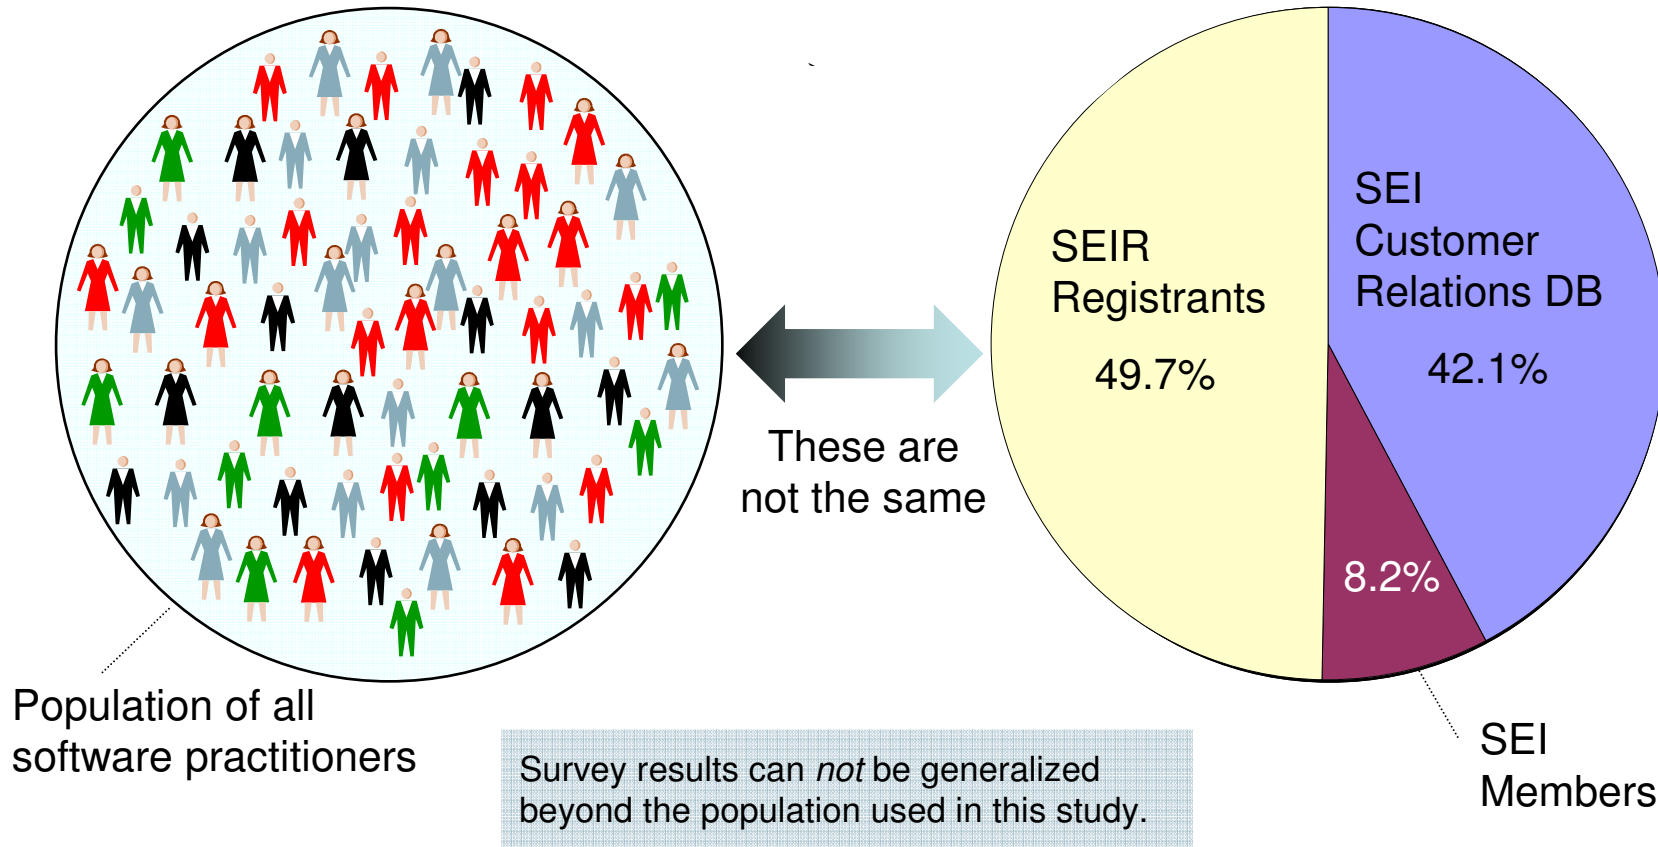 SEIR
Registrants
49.7%
SEI
Customer
Relations DB
42.1%
8.2%
These are
not the same
Population of all
software practitioners
SEI
Members
Survey results can not be generalized
beyond the population used in this study.